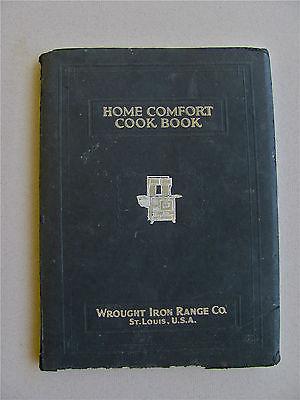 HOME COMFORT
COOK BOOK
WROUGHT IRON RANGE CO.
ST. LOUIS, U.S.A.